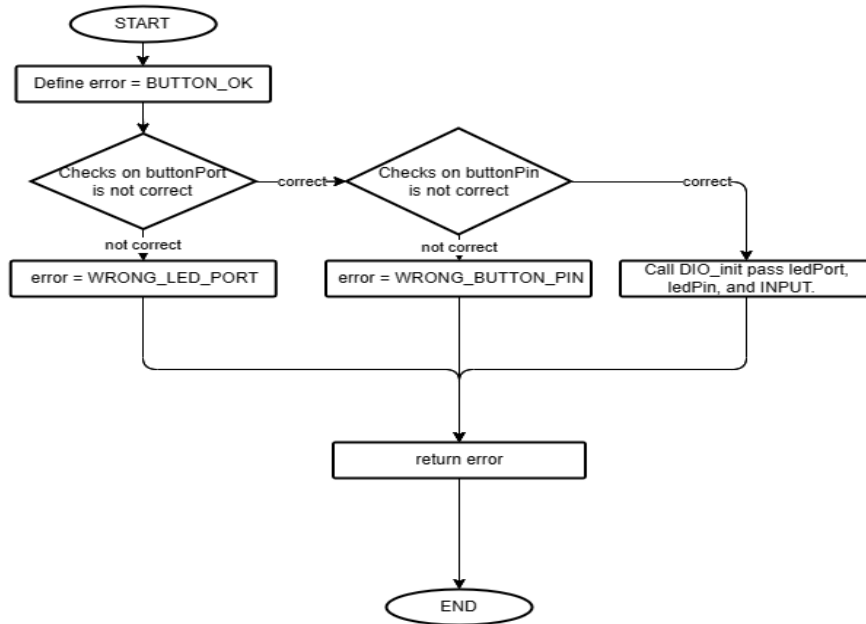 START
Define error = BUTTON_OK
Checks on buttonPort
is not correct
correct
Checks on buttonPin
is not correct
correct
not correct
not correct
error = WRONG_LED_PORT
error = WRONG_BUTTON_PIN
Call DIO_init pass ledPort,
ledPin, and INPUT.
return error
END